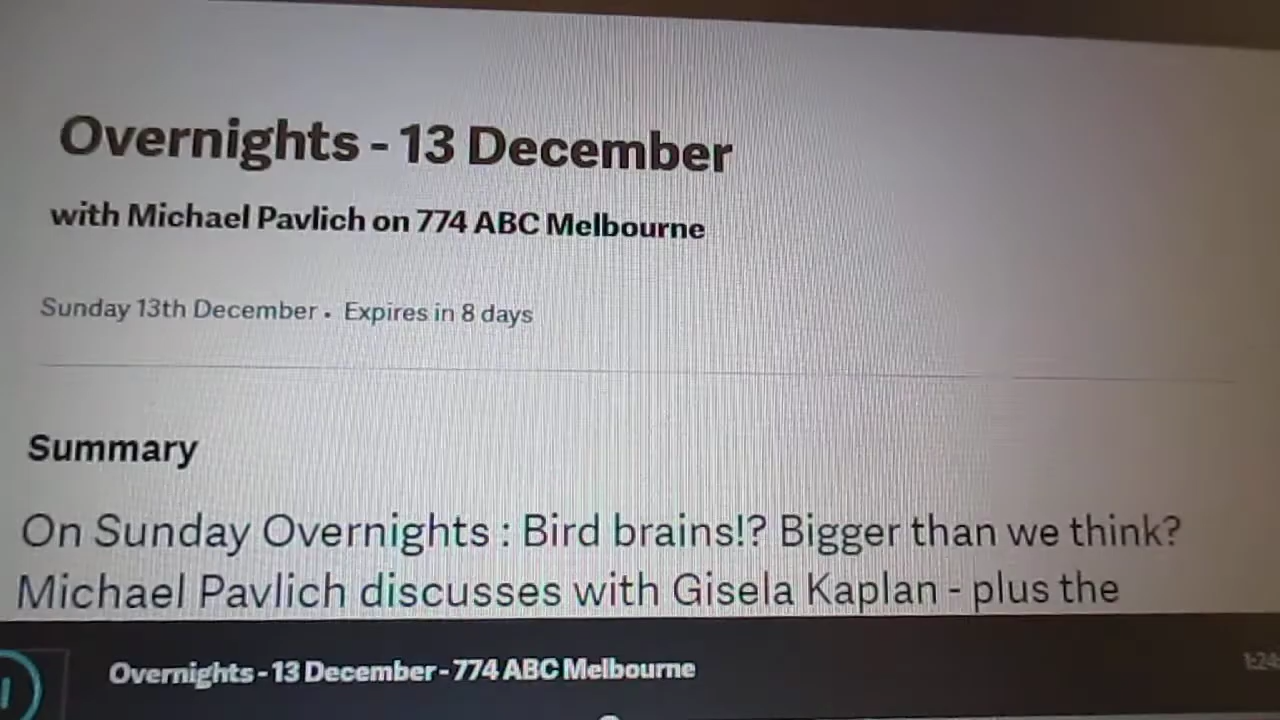 Overnights - 13 December
with Michael Pavlich on 774 ABC Melbourne
Sunday 13th December • Expires in 8 days
Summary
On Sunday Overnights : Bird brains!? Bigger than we think?
Michael Pavlich discusses with Gisela Kaplan - plus the
Overnights - 13 December - 774 ABC Melbourne